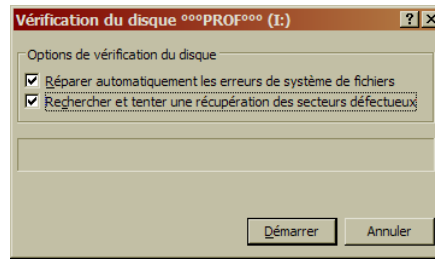 Vérification du disque °°°PROF°°° (I:)
Options de vérification du disque
Réparer automatiquement les erreurs de système de fichiers
Rechercher et tenter une récupération des secteurs défectueux
Démarrer
Annuler